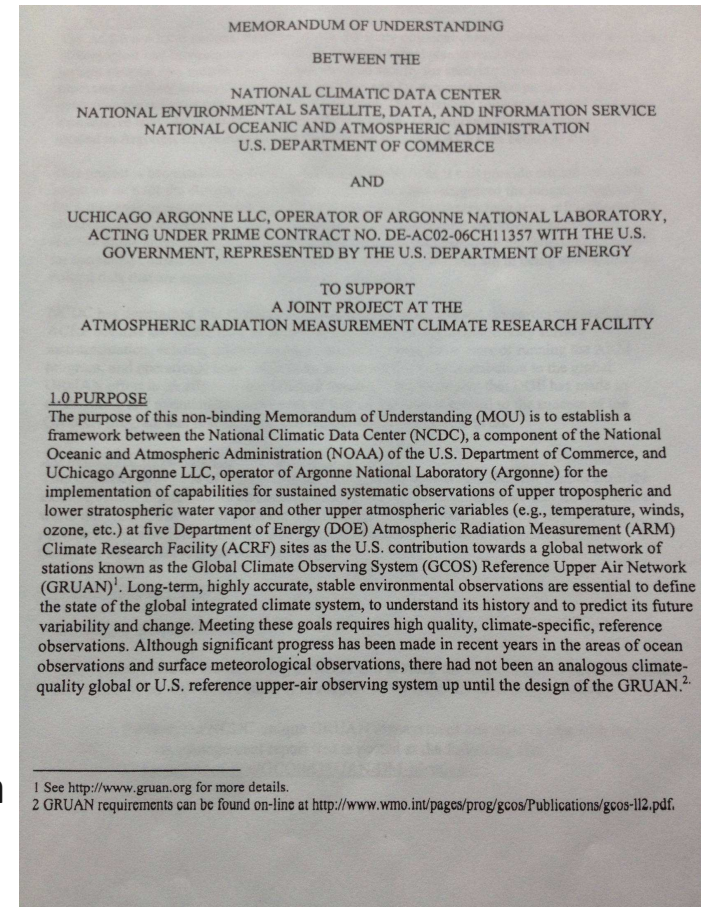 MEMORANDUM OF UNDERSTANDING
BETWEEN THE
NATIONAL CLIMATIC DATA CENTER
NATIONAL ENVIRONMENTAL SATELLITE, DATA, AND INFORMATION SERVICE
NATIONAL OCEANIC AND ATMOSPHERIC ADMINISTRATION
U.S. DEPARTMENT OF COMMERCE
AND
UCHICAGO ARGONNE LLC, OPERATOR OF ARGONNE NATIONAL LABORATORY,
ACTING UNDER PRIME CONTRACT NO. DE-AC02-06CH11357 WITH THE U.S.
GOVERNMENT, REPRESENTED BY THE U.S. DEPARTMENT OF ENERGY
TO SUPPORT
A JOINT PROJECT AT THE
ATMOSPHERIC RADIATION MEASUREMENT CLIMATE RESEARCH FACILITY
1.0 PURPOSE
The purpose of this non-binding Memorandum of Understanding (MOU) is to establish a
framework between the National Climatic Data Center (NCDC), a component of the National
Oceanic and Atmospheric Administration (NOAA) of the U.S. Department of Commerce, and
UChicago Argonne LLC, operator of Argonne National Laboratory (Argonne) for the
implementation of capabilities for sustained systematic observations of upper tropospheric and
lower stratospheric water vapor and other upper atmospheric variables (e.g., temperature, winds,
ozone, etc.) at five Department of Energy (DOE) Atmospheric Radiation Measurement (ARM)
Climate Research Facility (ACRF) sites as the U.S. contribution towards a global network of
stations known as the Global Climate Observing System (GCOS) Reference Upper Air Network
(GRUAN)¹. Long-term, highly accurate, stable environmental observations are essential to define
the state of the global integrated climate system, to understand its history and to predict its future
variability and change. Meeting these goals requires high quality, climate-specific, reference
observations. Although significant progress has been made in recent years in the areas of ocean
observations and surface meteorological observations, there had not been an analogous climate-
quality global or U.S. reference upper-air observing system up until the design of the GRUAN.².
1 See http://www.gruan.org for more details.
2 GRUAN requirements can be found on-line at http://www.wmo.int/pages/prog/gcos/Publications/gcos-112.pdf.